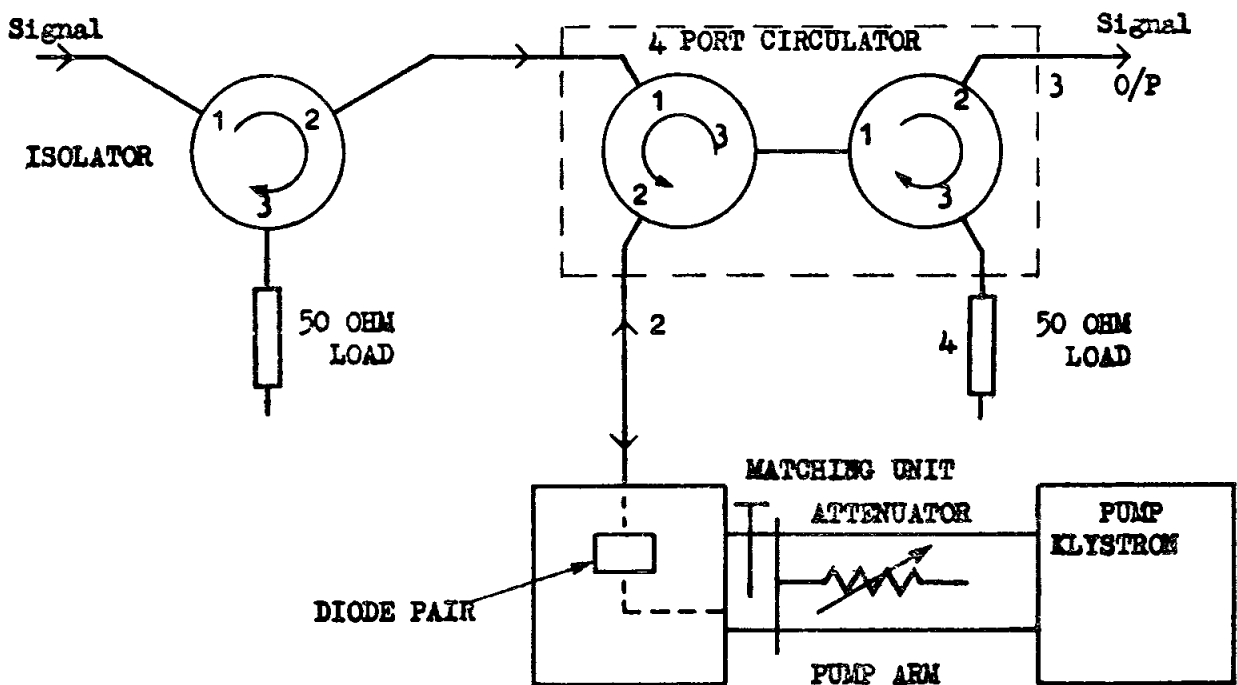 Signal
ISOLATOR
1
2
3
50 OHM
LOAD
4 PORT CIRCULATOR
1
2
3
1
2
3
Signal
3 O/P
2
4
50 OHM
LOAD
MATCHING UNIT
ATTENUATOR
PUMP
KLYSTRON
DIODE PAIR
PUMP ARM